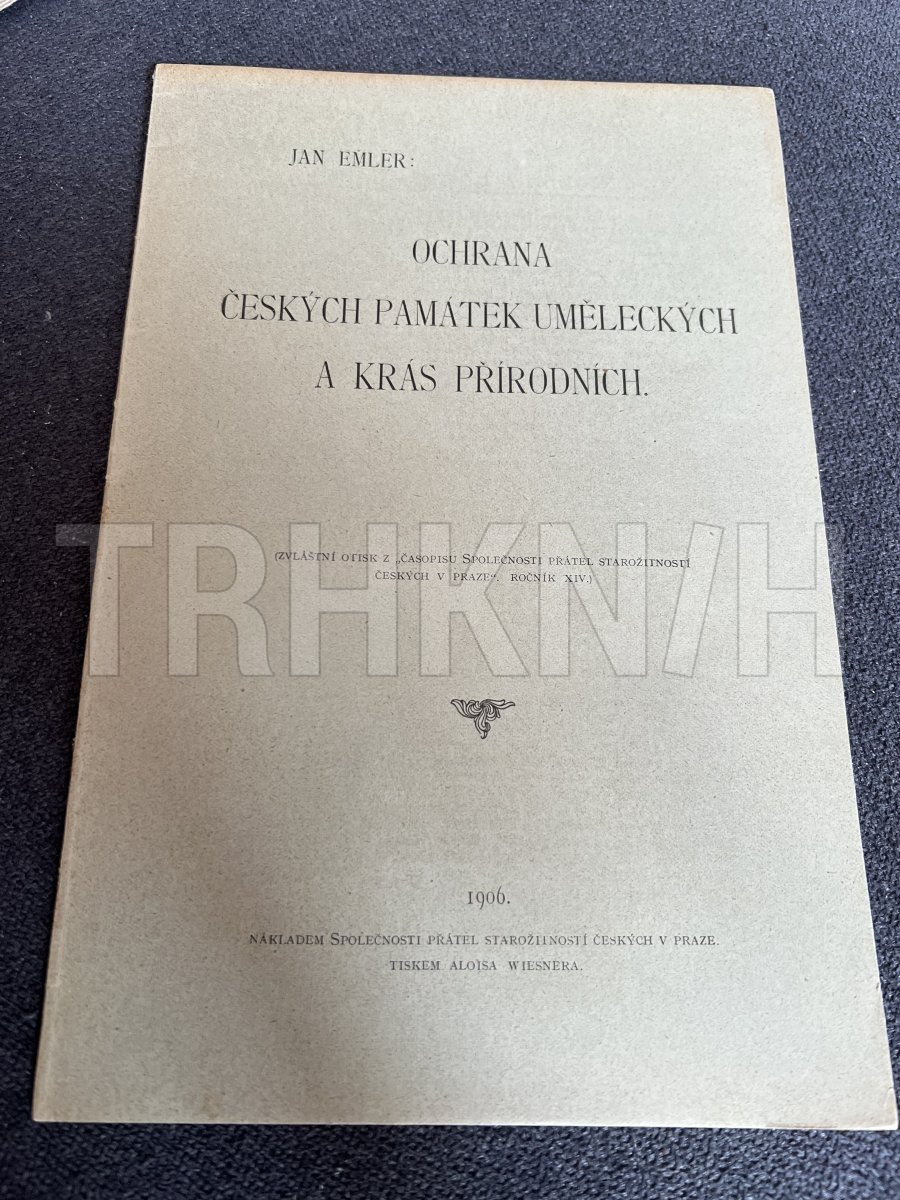 JAN EMLER:
OCHRANA
ČESKÝCH PAMÁTEK UMĚLECKÝCH
A KRÁS PŘÍRODNÍCH.
(ZVLÁŠTNÍ OTISK Z „ČASOPISU SPOLEČNOSTI PŘÁTEL STAROŽITNOSTÍ
ČESKÝCH V PRAZE“. ROČNÍK XIV.)
TRHKNIH
1906.
NÁKLADEM SPOLEČNOSTI PŘÁTEL STAROŽITNOSTÍ ČESKÝCH V PRAZE.
TISKEM ALOISA WIESNERA.